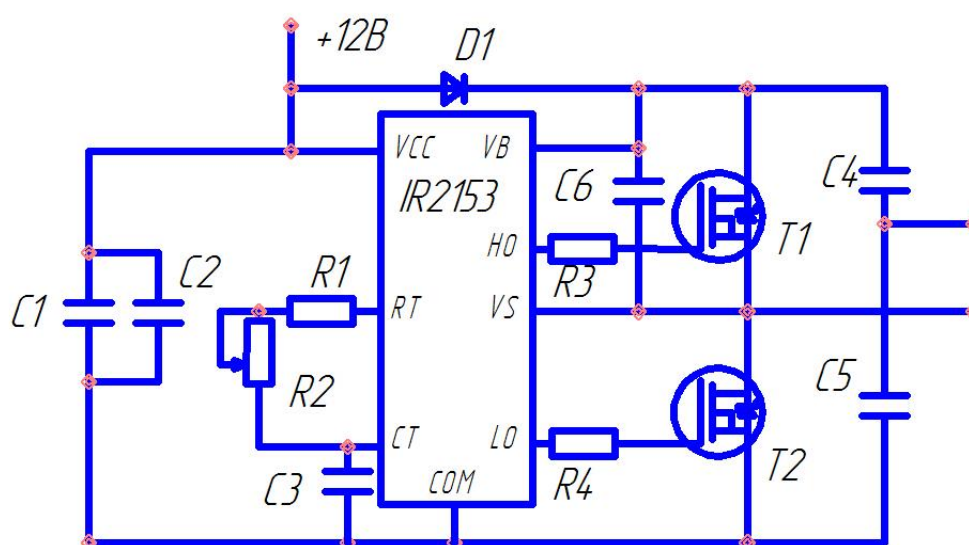 +12В
D1
VCC
VB
IR2153
C6
C4
T1
HO
R3
C1
C2
R1
RT
VS
R2
C5
CT
LO
C3
COM
R4
T2